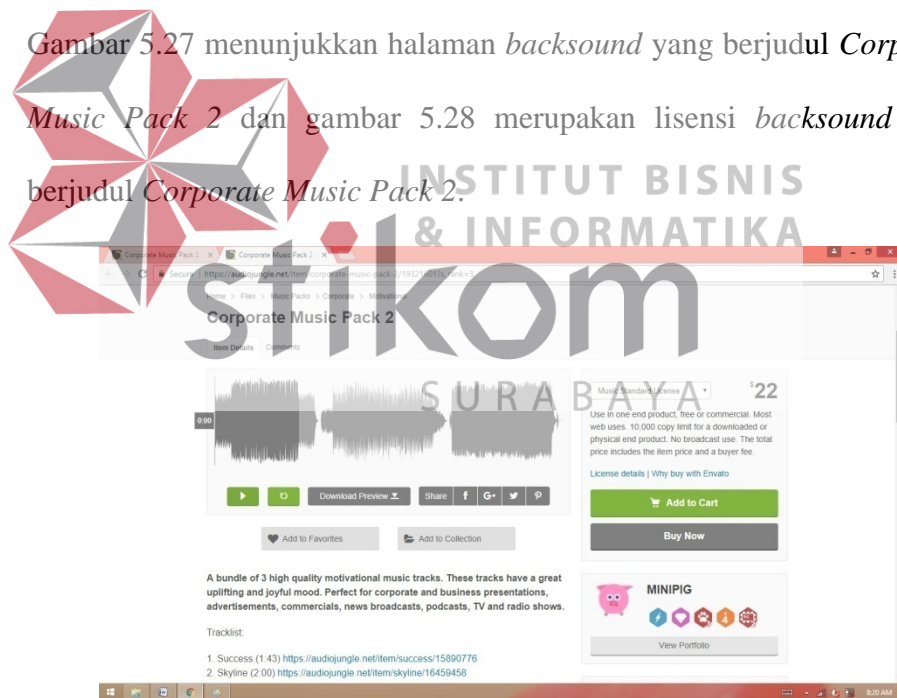 Gambar 5.27 menunjukkan halaman backsound yang berjudul Corp
Music Pack 2 dan gambar 5.28 merupakan lisensi backsound
berjudul Corporate Music Pack 2.
INSTITUT BISNIS
& INFORMATIKA
stikom
SURABAYA
Corporate Music Pack 2
Corporate Music Pack 2
Secure | https://audiojungle.net/item/corporate-music-pack-2/
Home > Files > Music Packs > Corporate > Motivational
Corporate Music Pack 2
Item Details Comments
0:00
Download Preview
Share f G+
Add to Favorites
Add to Collection
Music Standard License
$22
Use in one end product, free or commercial. Most
web uses. 10,000 copy limit for a downloaded or
physical end product. No broadcast use. The total
price includes the item price and a buyer fee.
License details | Why buy with Envato
Add to Cart
Buy Now
MINIPIG
View Portfolio
A bundle of 3 high quality motivational music tracks. These tracks have a great
uplifting and joyful mood. Perfect for corporate and business presentations,
advertisements, commercials, news broadcasts, podcasts, TV and radio shows.
Tracklist:
1. Success (1:43) https://audiojungle.net/item/success/15890776
2. Skyline (2:00) https://audiojungle.net/item/skyline/16459458
8:20 AM